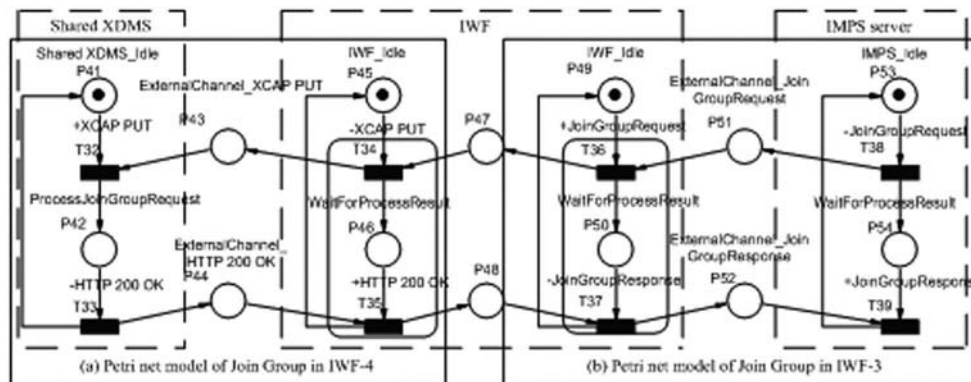 Shared XDMS
IWF
IMPS server
Shared XDMS_Idle
P41
ExternalChannel_XCAP PUT
IWF_Idle
P45
IWF_Idle
P49
ExternalChannel_Join
GroupRequest
IMPS_Idle
P53
+XCAP PUT
P43
-XCAP PUT
P47
+JoinGroupRequest
P51
-JoinGroupRequest
T32
T34
T36
T38
ProcessJoinGroupRequest
WaitForProcessResult
WaitForProcessResult
WaitForProcessResult
P42
ExternalChannel_
HTTP 200 OK
P44
P46
P50
ExternalChannel_Join
GroupResponse
P54
-HTTP 200 OK
+HTTP 200 OK
P48
-JoinGroupResponse
P52
+JoinGroupResponse
T33
T35
T37
T39
(a) Petri net model of Join Group in IWF-4
(b) Petri net model of Join Group in IWF-3